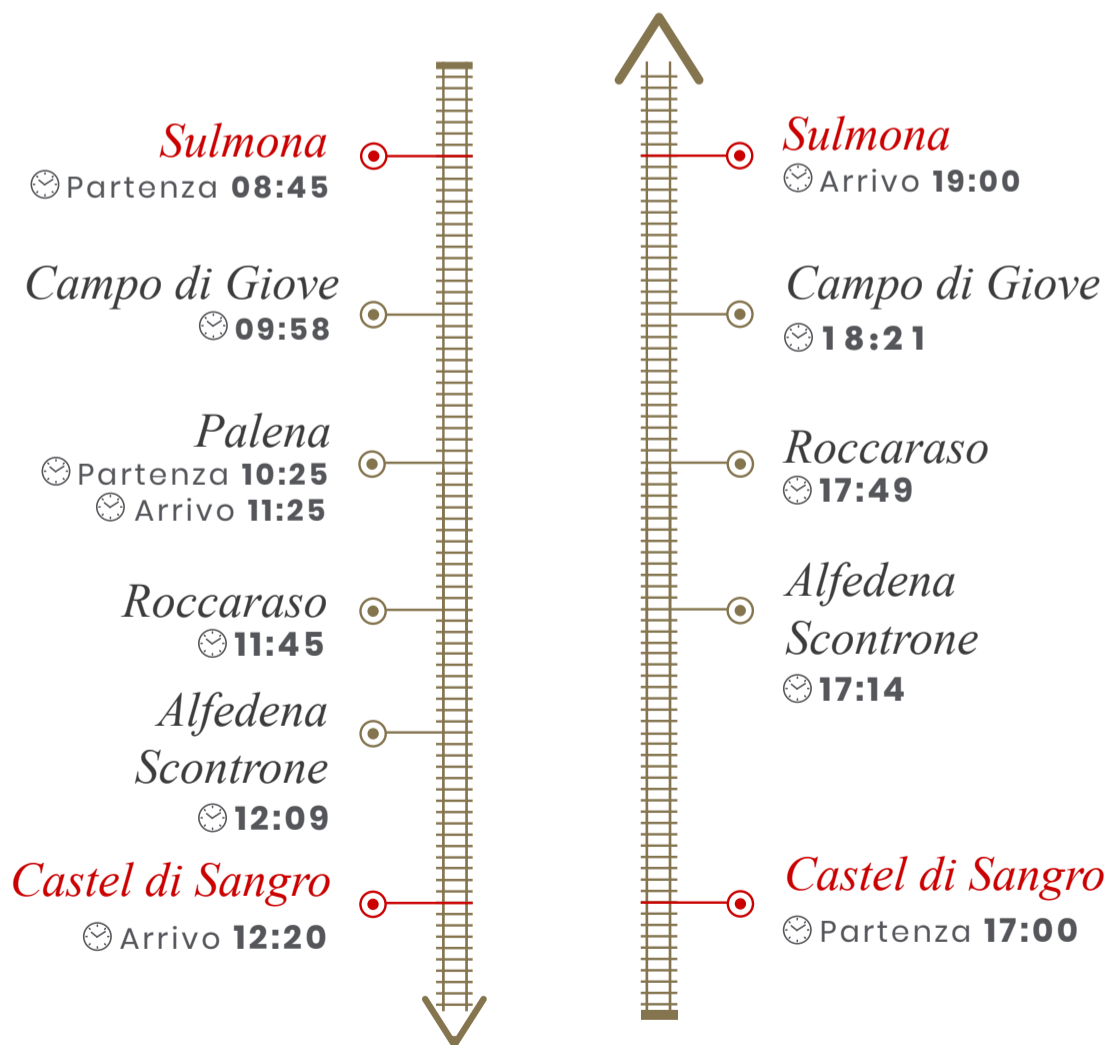 Sulmona
Partenza 08:45
Campo di Giove
09:58
Palena
Partenza 10:25
Arrivo 11:25
Roccaraso
11:45
Alfedena
Scontrone
12:09
Castel di Sangro
Arrivo 12:20
Sulmona
Arrivo 19:00
Campo di Giove
18:21
Roccaraso
17:49
Alfedena
Scontrone
17:14
Castel di Sangro
Partenza 17:00